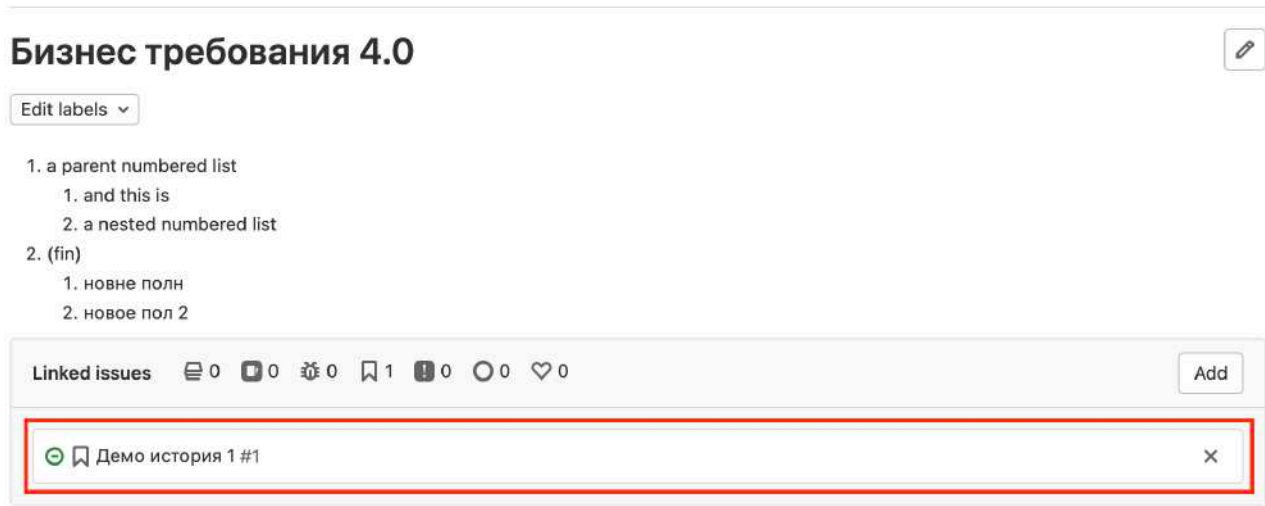 Бизнес требования 4.0
Edit labels
1. a parent numbered list
1. and this is
2. a nested numbered list
2. (fin)
1. новне полн
2. новое пол 2
Linked issues 0 0 0 1 0 0 0 Add
Демо история 1 #1